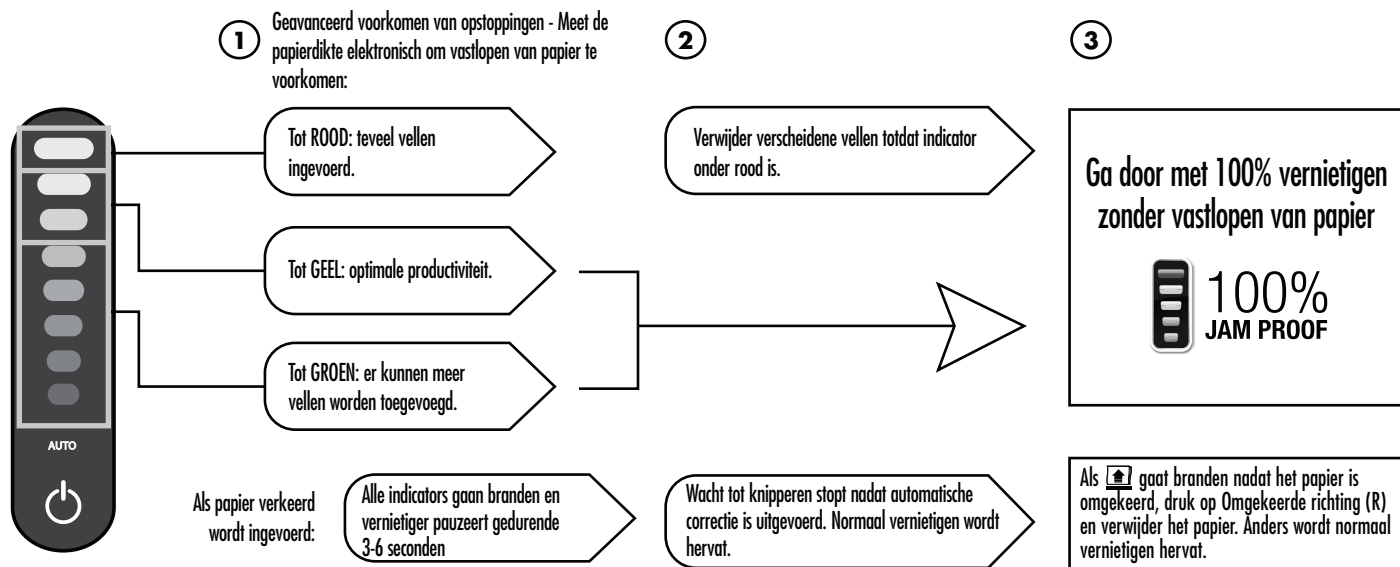 1
Geavanceerd voorkomen van opstoppingen - Meet de
papierdikte elektronisch om vastlopen van papier te
voorkomen:
2
3
Tot ROOD: teveel vellen
ingevoerd.
Verwijder verscheidene vellen totdat indicator
onder rood is.
Ga door met 100% vernietigen
zonder vastlopen van papier
100%
JAM PROOF
Tot GEEL: optimale productiviteit.
Tot GROEN: er kunnen meer
vellen worden toegevoegd.
AUTO
Als papier verkeerd
wordt ingevoerd:
Alle indicators gaan branden en
vernietiger pauzeert gedurende
3-6 seconden
Wacht tot knipperen stopt nadat automatische
correctie is uitgevoerd. Normaal vernietigen wordt
hervat.
Als gaat branden nadat het papier is
omgekeerd, druk op Omgekeerde richting (R)
en verwijder het papier. Anders wordt normaal
vernietigen hervat.